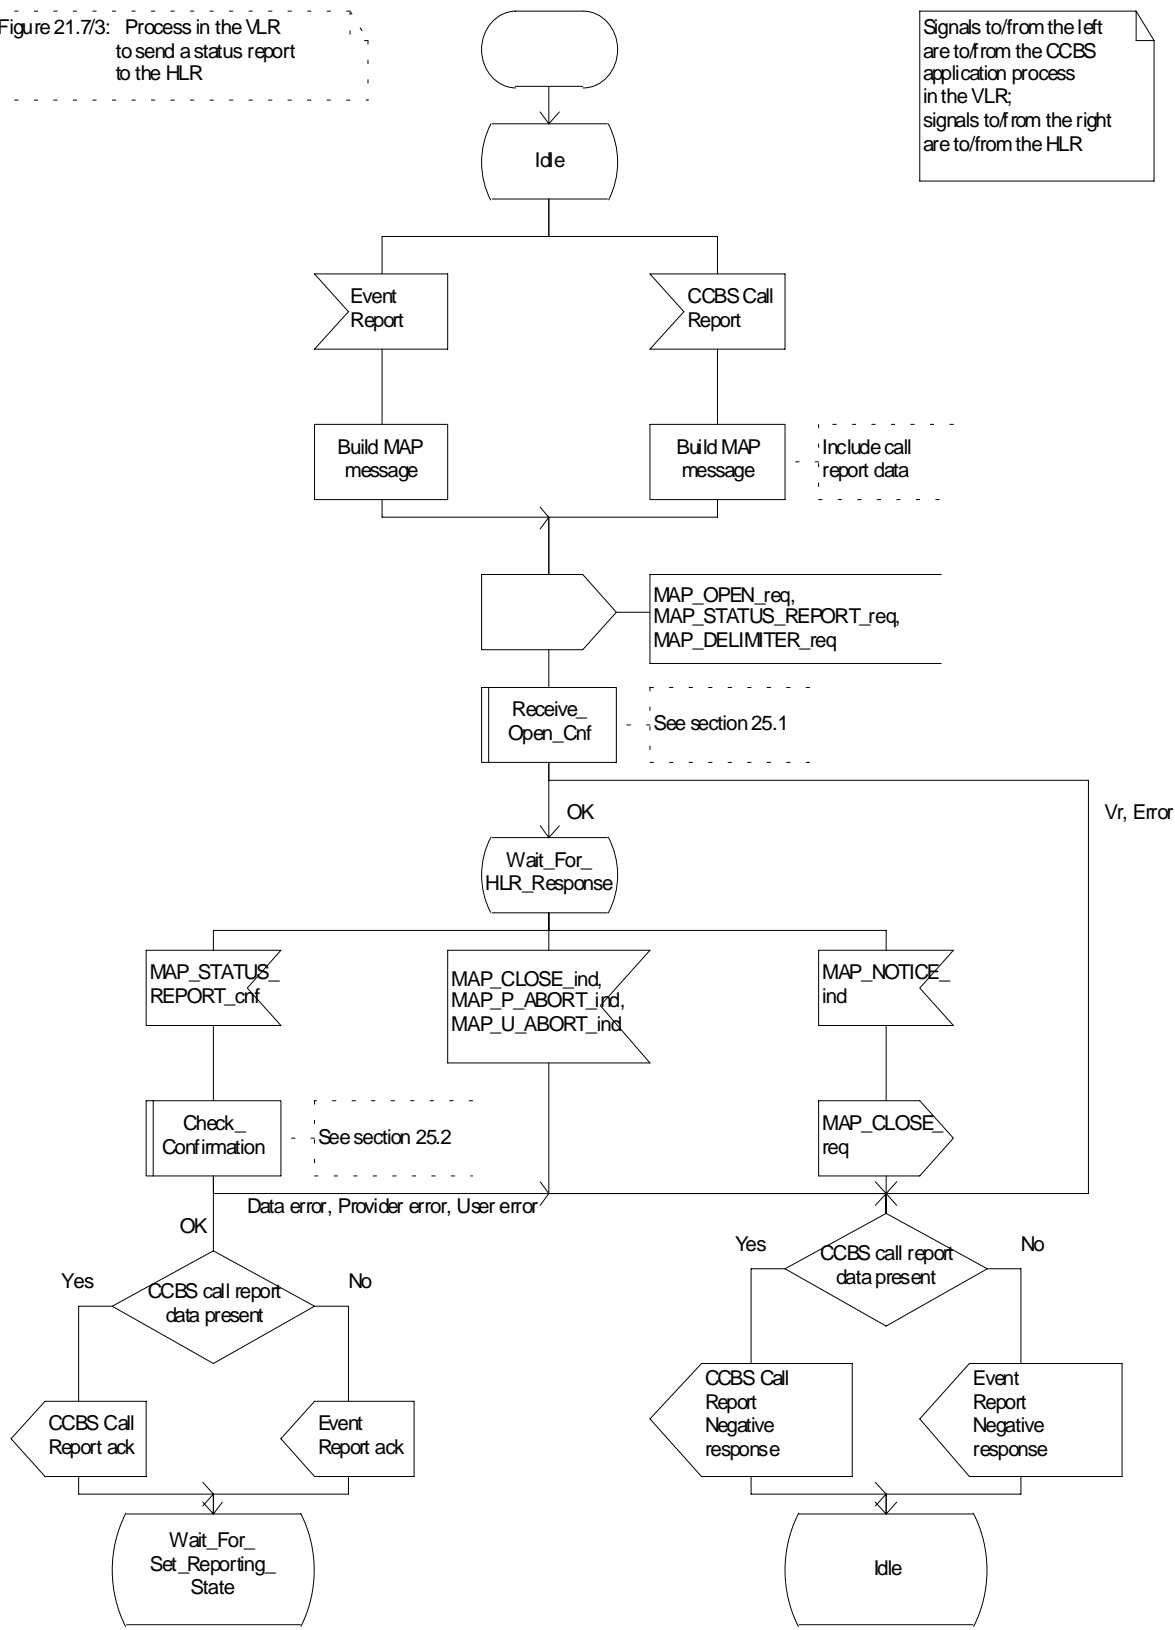 Figure 21.7/3: Process in the VLR
to send a status report
to the HLR
Signals to/from the left
are to/from the CCBS
application process
in the VLR;
signals to/from the right
are to/from the HLR
Idle
Event
Report
CCBS Call
Report
Build MAP
message
Build MAP
message
Include call
report data
MAP_OPEN_req,
MAP_STATUS_REPORT_req,
MAP_DELIMITER_req
Receive_
Open_Cnf
See section 25.1
OK
Vr, Error
Wait_For_
HLR_Response
MAP_STATUS_
REPORT_cnf
MAP_CLOSE_ind,
MAP_P_ABORT_ind,
MAP_U_ABORT_ind
MAP_NOTICE_
ind
Check_
Confirmation
See section 25.2
MAP_CLOSE_
req
Data error, Provider error, User error
OK
Yes
CCBS call report
data present
No
Yes
CCBS call report
data present
No
CCBS Call
Report ack
Event
Report ack
CCBS Call
Report
Negative
response
Event
Report
Negative
response
Wait_For_
Set_Reporting_
State
Idle